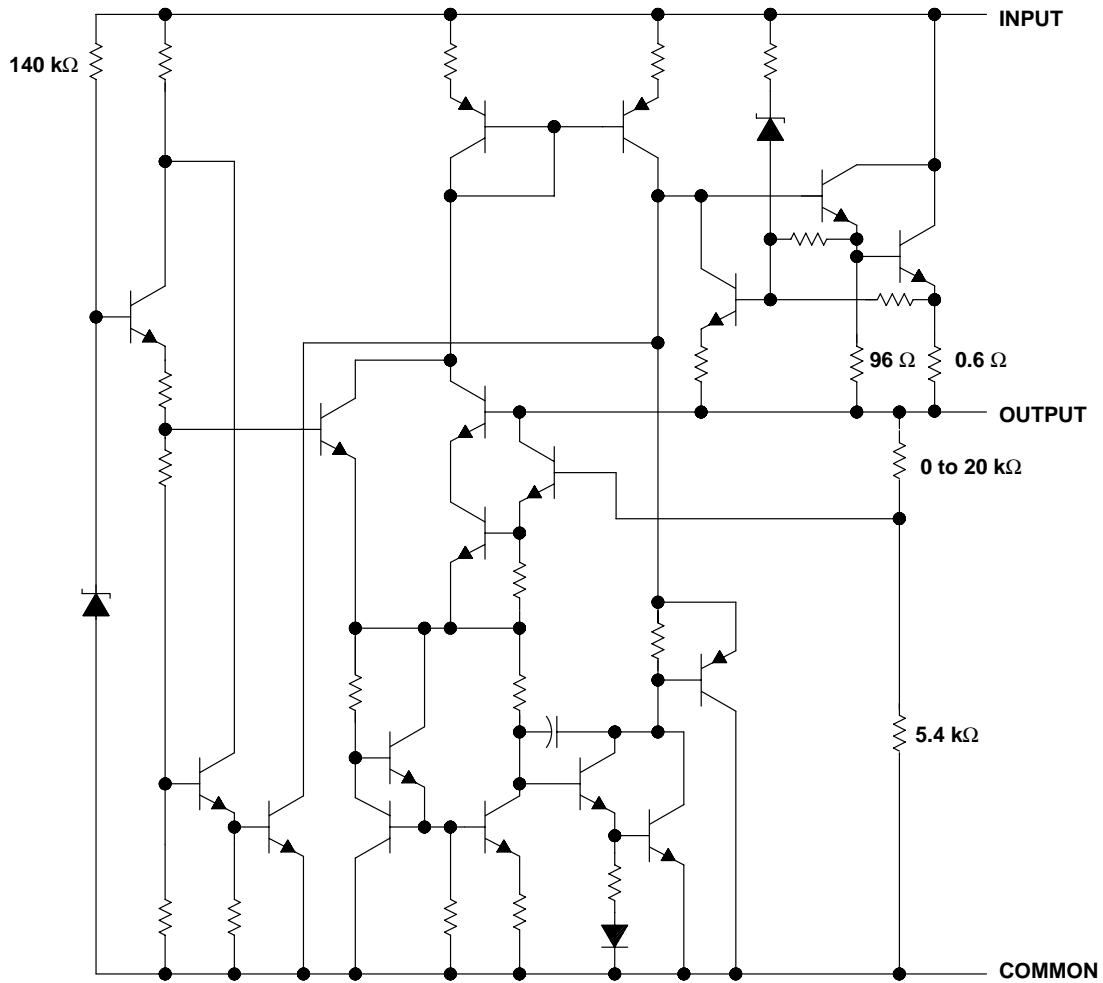 INPUT
140 kΩ
96 Ω
0.6 Ω
OUTPUT
0 to 20 kΩ
5.4 kΩ
COMMON